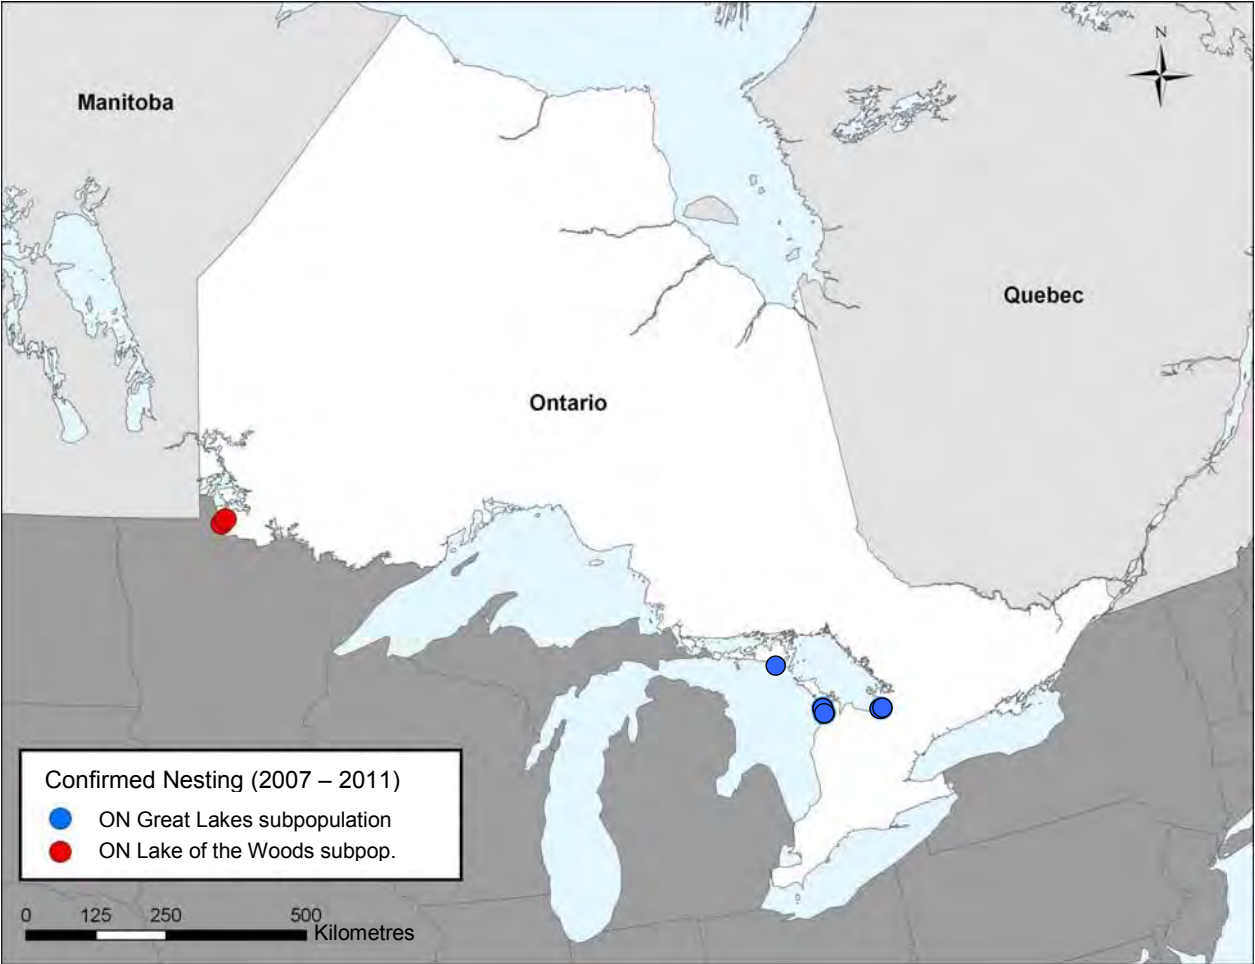 N
Manitoba
Quebec
Ontario
Confirmed Nesting (2007 – 2011)
ON Great Lakes subpopulation
ON Lake of the Woods subpop.
0 125 250 500
Kilometres